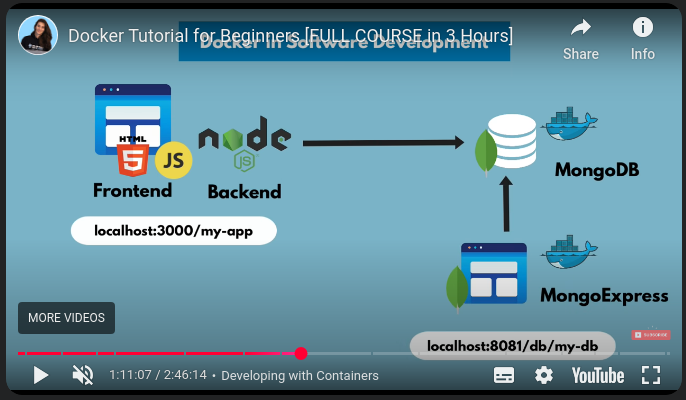 Docker Tutorial for Beginners [FULL COURSE in 3 Hours]
Docker in Software Development
Share
Info
HTML
5
JS
node
JS
Frontend
Backend
MongoDB
localhost:3000/my-app
MongoExpress
MORE VIDEOS
SUBSCRIBE
localhost:8081/db/my-db
1:11:07 / 2:46:14 • Developing with Containers
YouTube